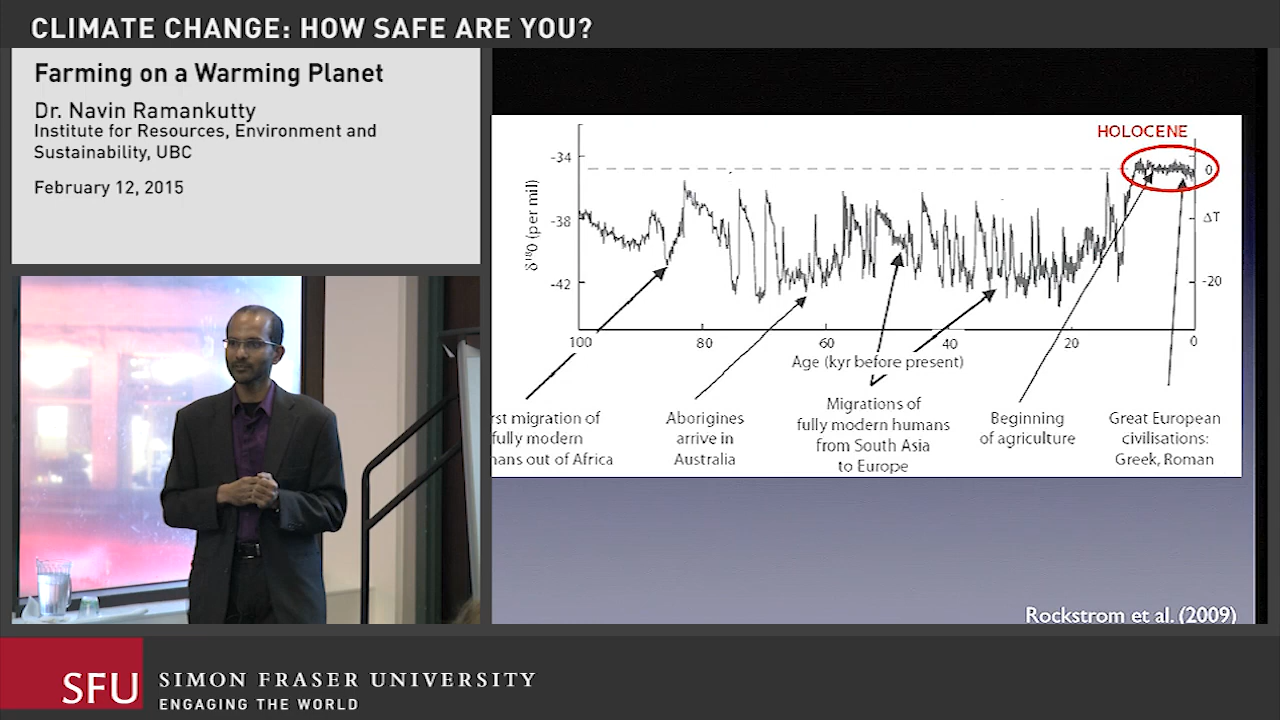 CLIMATE CHANGE: HOW SAFE ARE YOU?
Farming on a Warming Planet
Dr. Navin Ramankutty
Institute for Resources, Environment and
Sustainability, UBC
February 12, 2015
HOLOCENE
-34
-38
-42
δ¹⁸O (per mil)
0
ΔT
-20
100
80
60
40
20
0
Age (kyr before present)
rst migration of
fully modern
nans out of Africa
Aborigines
arrive in
Australia
Migrations of
fully modern humans
from South Asia
to Europe
Beginning
of agriculture
Great European
civilisations:
Greek, Roman
Rockstrom et al. (2009)
SFU
SIMON FRASER UNIVERSITY
ENGAGING THE WORLD